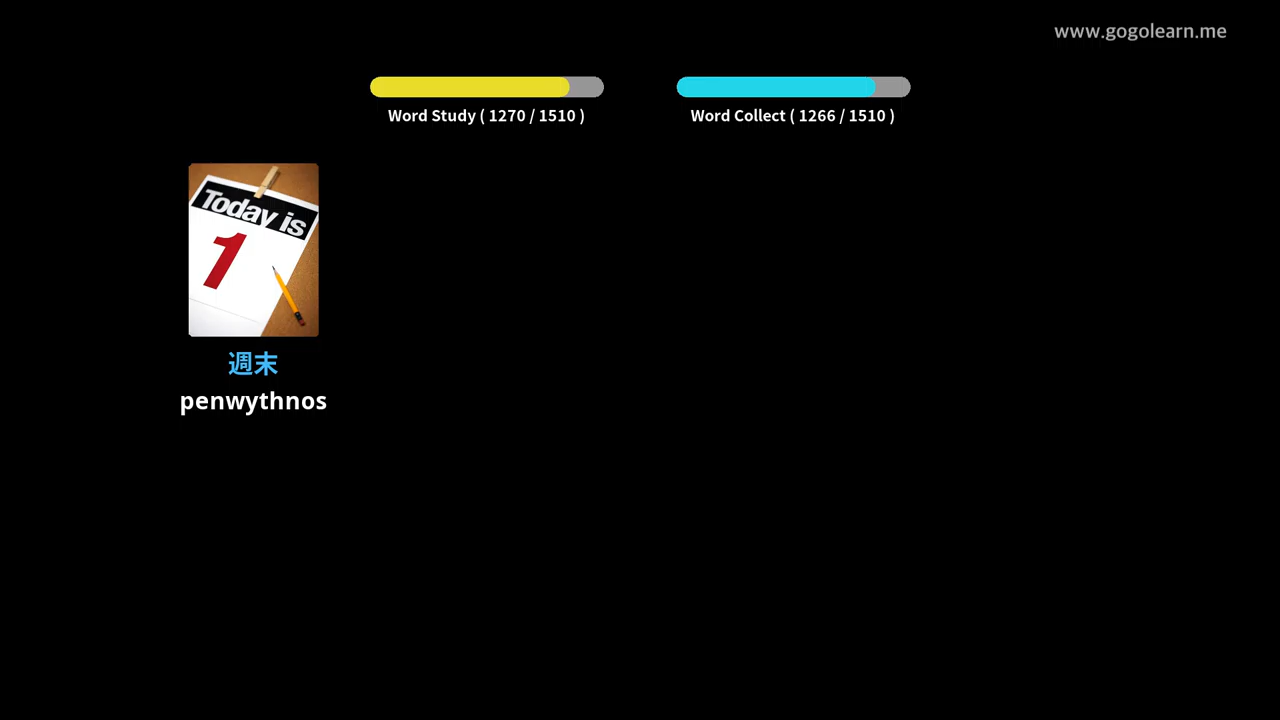 www.gogolearn.me
Word Study ( 1270 / 1510 )
Word Collect ( 1266 / 1510 )
Today is
1
週末
penwythnos